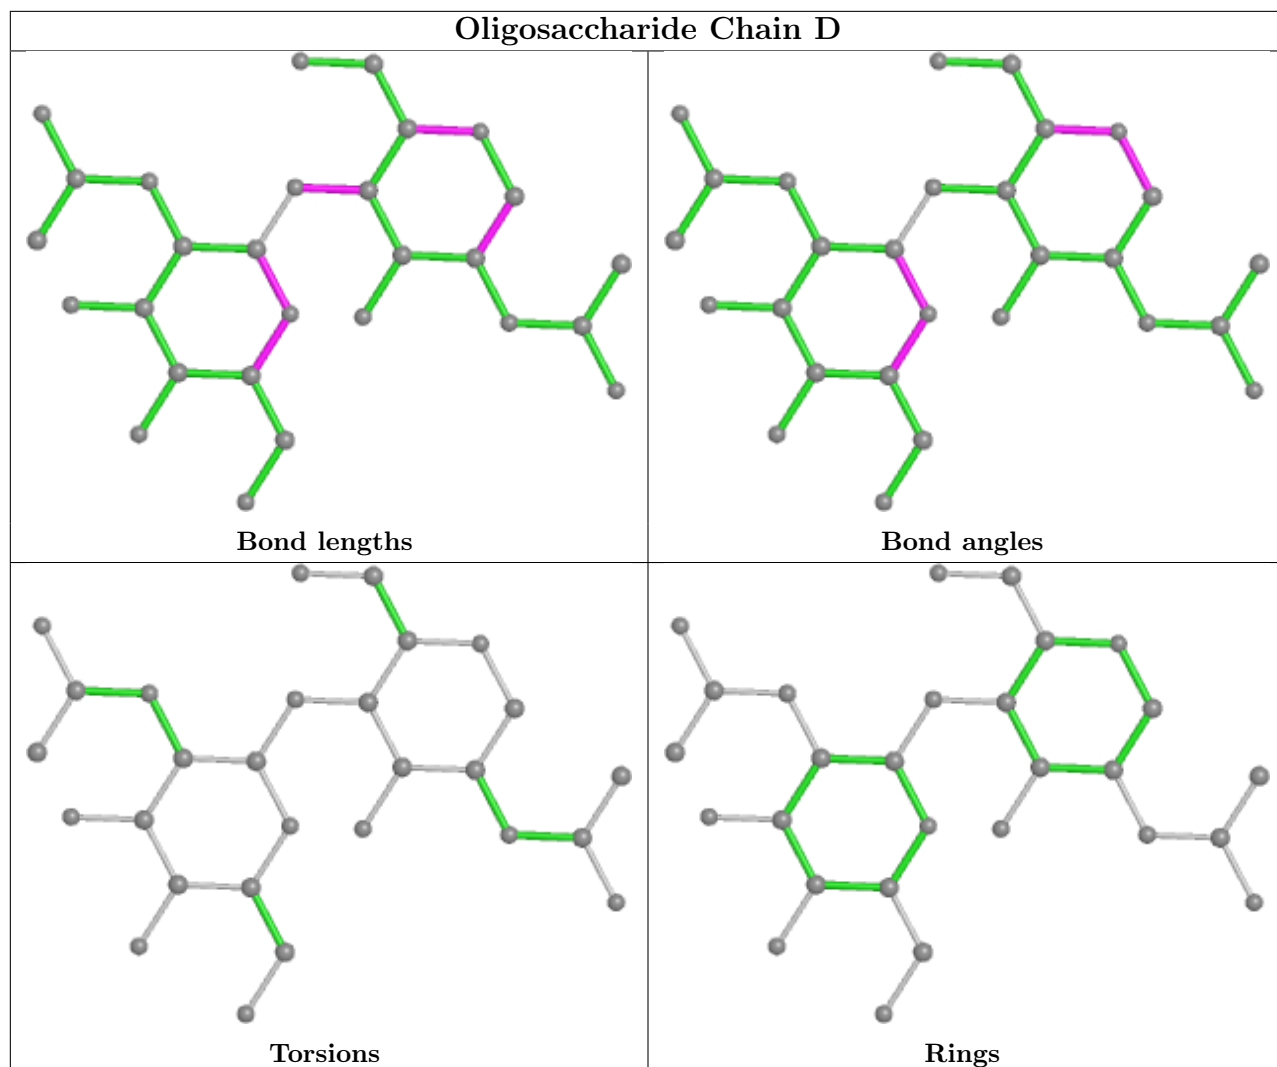 Oligosaccharide Chain D
Bond lengths
Bond angles
Torsions
Rings